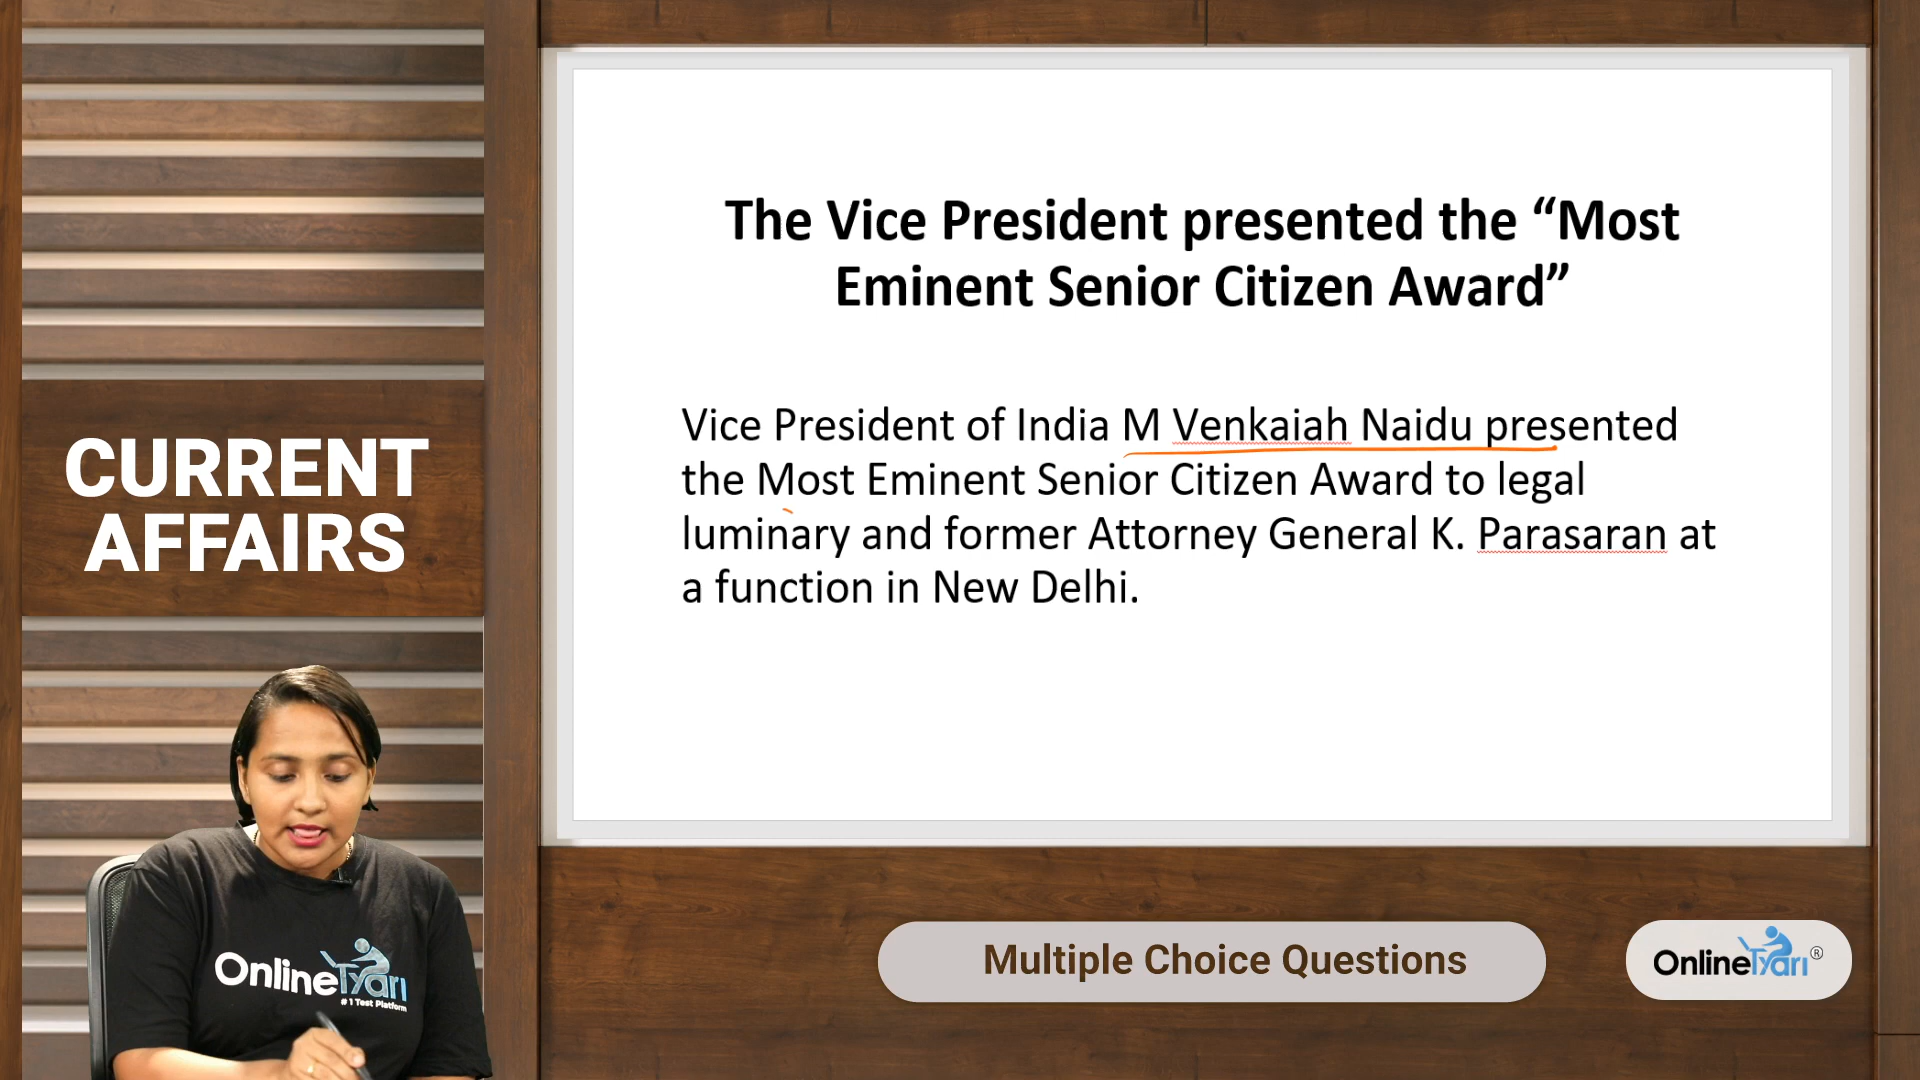 The Vice President presented the “Most
Eminent Senior Citizen Award”
Vice President of India M Venkaiah Naidu presented
the Most Eminent Senior Citizen Award to legal
luminary and former Attorney General K. Parasaran at
a function in New Delhi.
CURRENT
AFFAIRS
OnlineTyari
#1 Test Platform
Multiple Choice Questions
OnlineTyari®